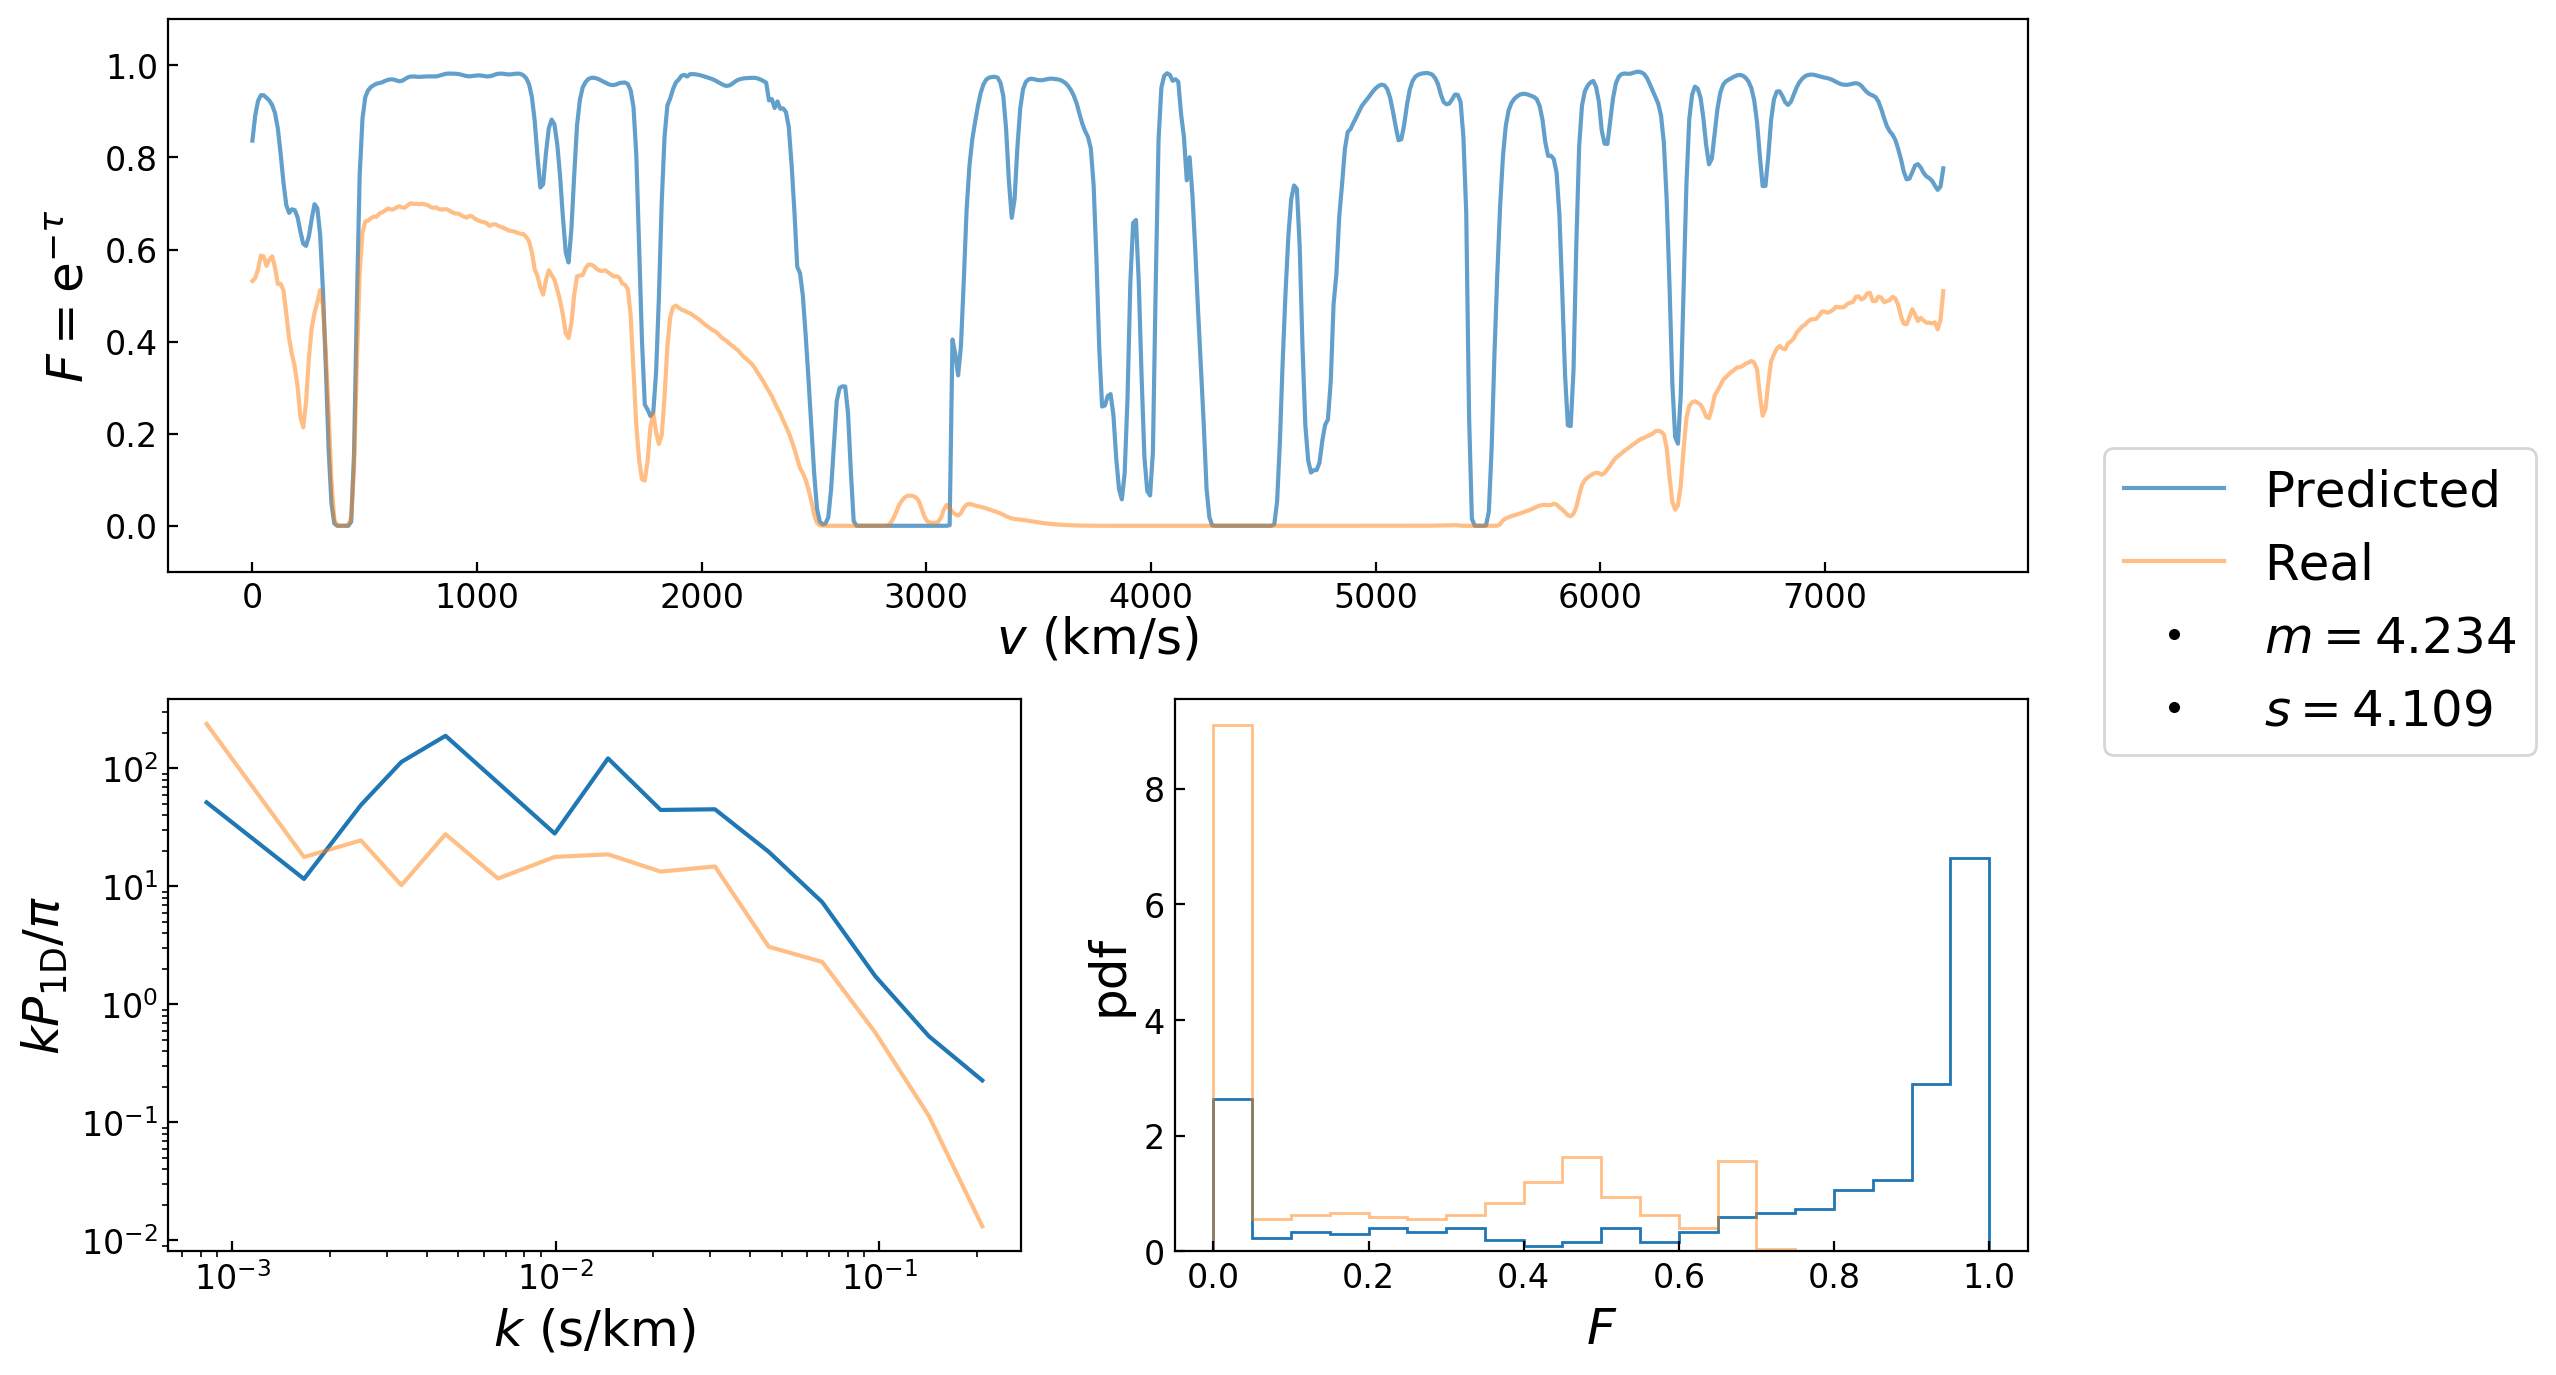 F = e^{−τ}
1.0
0.8
0.6
0.4
0.2
0.0
0 1000 2000 3000 4000 5000 6000 7000
v (km/s)
Predicted
Real
m = 4.234
s = 4.109
kP_{1D}/π
10^2
10^1
10^0
10^{−1}
10^{−2}
10^{−3} 10^{−2} 10^{−1}
k (s/km)
pdf
8
6
4
2
0
0.0 0.2 0.4 0.6 0.8 1.0
F